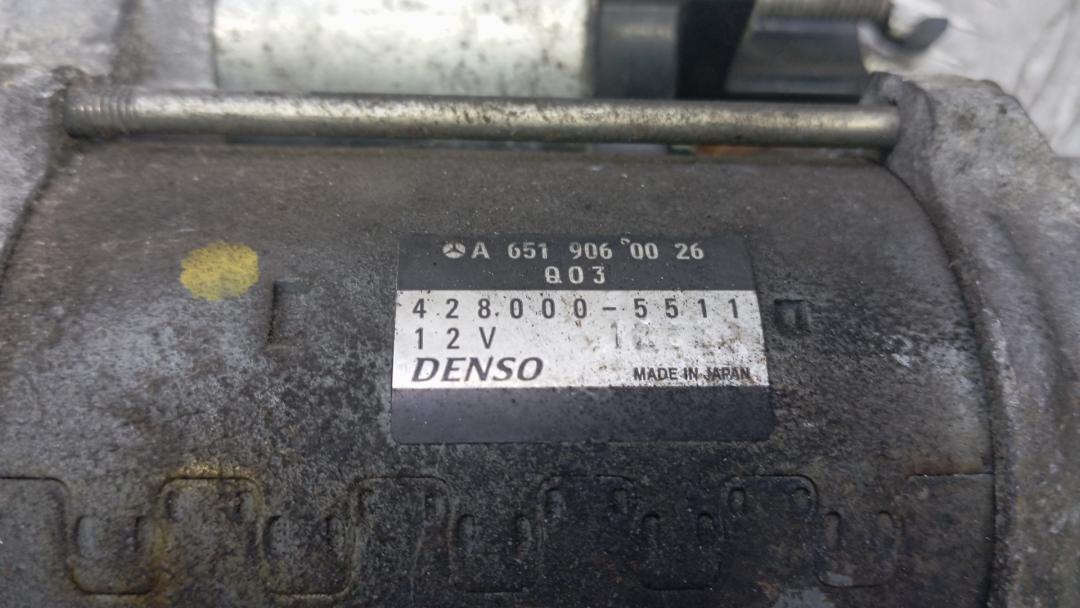 A 651 906 00 26
Q03
428000-5511
12V
DENSO
MADE IN JAPAN